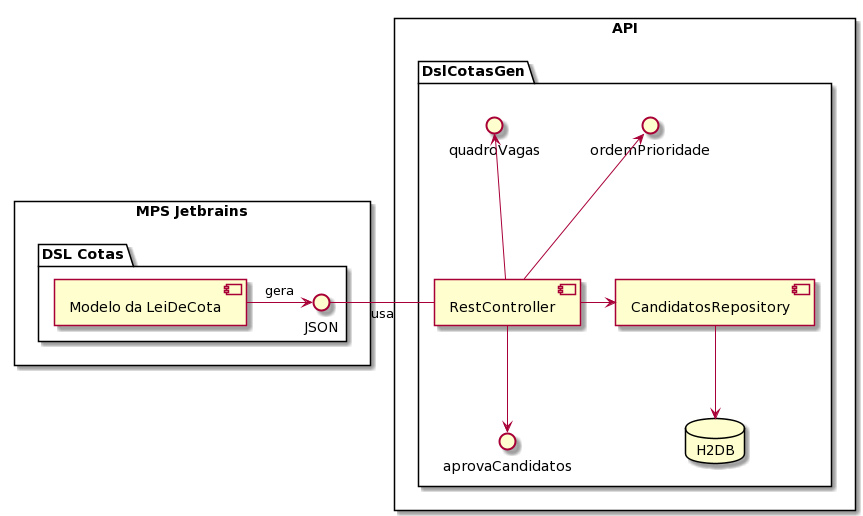 API
DslCotasGen
quadroVagas
ordemPrioridade
MPS Jetbrains
DSL Cotas
Modelo da LeiDeCota
gera
JSON
usa
RestController
CandidatosRepository
aprovaCandidatos
H2DB